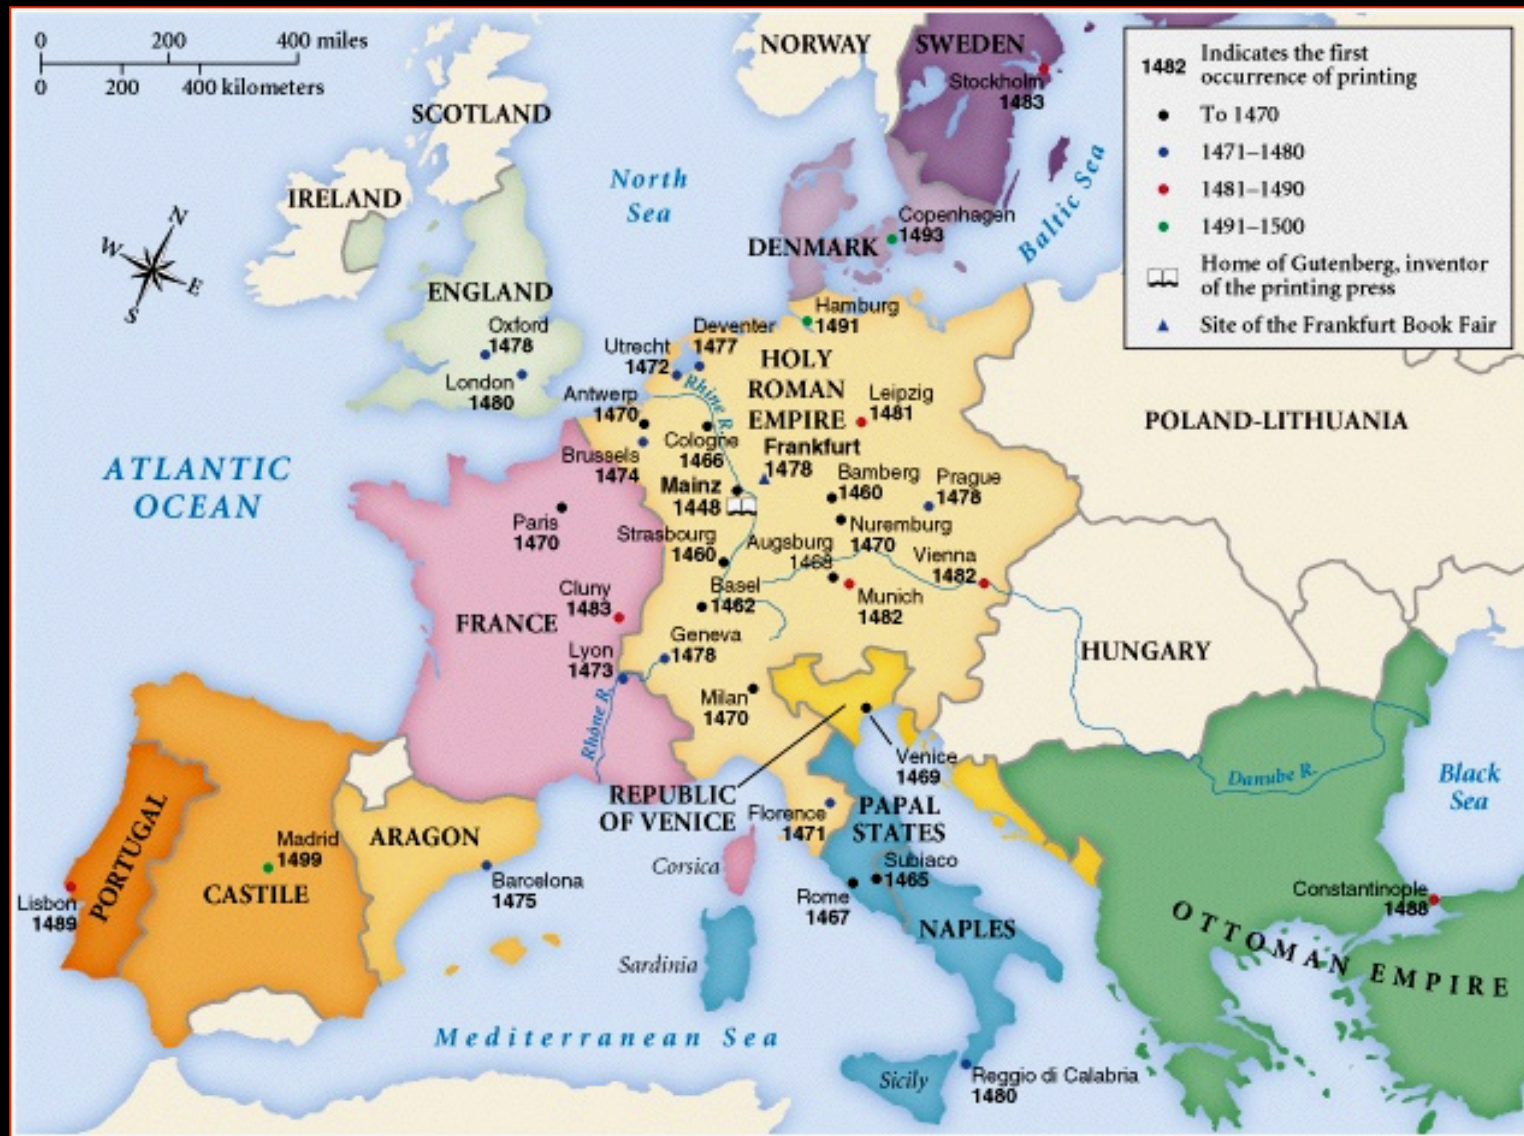 0 200 400 miles
0 200 400 kilometers
NORWAY
SWEDEN
Stockholm
1483
1482 Indicates the first
occurrence of printing
To 1470
1471–1480
1481–1490
1491–1500
Home of Gutenberg, inventor
of the printing press
Site of the Frankfurt Book Fair
SCOTLAND
IRELAND
North
Sea
Baltic Sea
N
W
E
S
Copenhagen
1493
DENMARK
ENGLAND
Oxford
1478
London
1480
Hamburg
1491
Deventer
1477
Utrecht
1472
HOLY
ROMAN
EMPIRE
Rhine R.
Antwerp
1470
Leipzig
1481
Cologne
1466
Brussels
1474
Frankfurt
1478
POLAND-LITHUANIA
ATLANTIC
OCEAN
Mainz
1448
Bamberg
1460
Prague
1478
Paris
1470
Strasbourg
1460
Augsburg
1468
Nuremburg
1470
Vienna
1482
Basel
1462
Munich
1482
Cluny
1483
FRANCE
Geneva
1478
Lyon
1473
HUNGARY
Milan
1470
Rhône R.
Venice
1469
Danube R.
Black
Sea
REPUBLIC
OF VENICE
Florence
1471
PAPAL
STATES
PORTUGAL
Madrid
1499
ARAGON
CASTILE
Barcelona
1475
Lisbon
1489
Corsica
Subiaco
1465
Rome
1467
NAPLES
Constantinople
1488
OTTOMAN EMPIRE
Sardinia
Mediterranean Sea
Sicily
Reggio di Calabria
1480